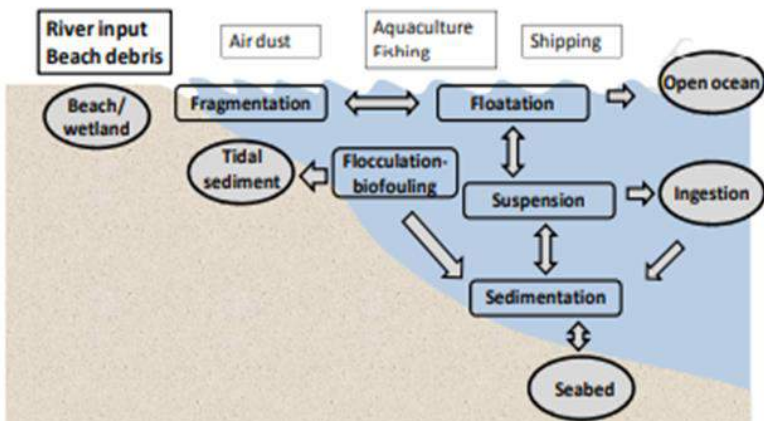 River input
Beach debris
Air dust
Aquaculture
Fishing
Shipping
Open ocean
Beach/
wetland
Fragmentation
Floatation
Tidal
sediment
Flocculation-
biofouling
Suspension
Ingestion
Sedimentation
Seabed